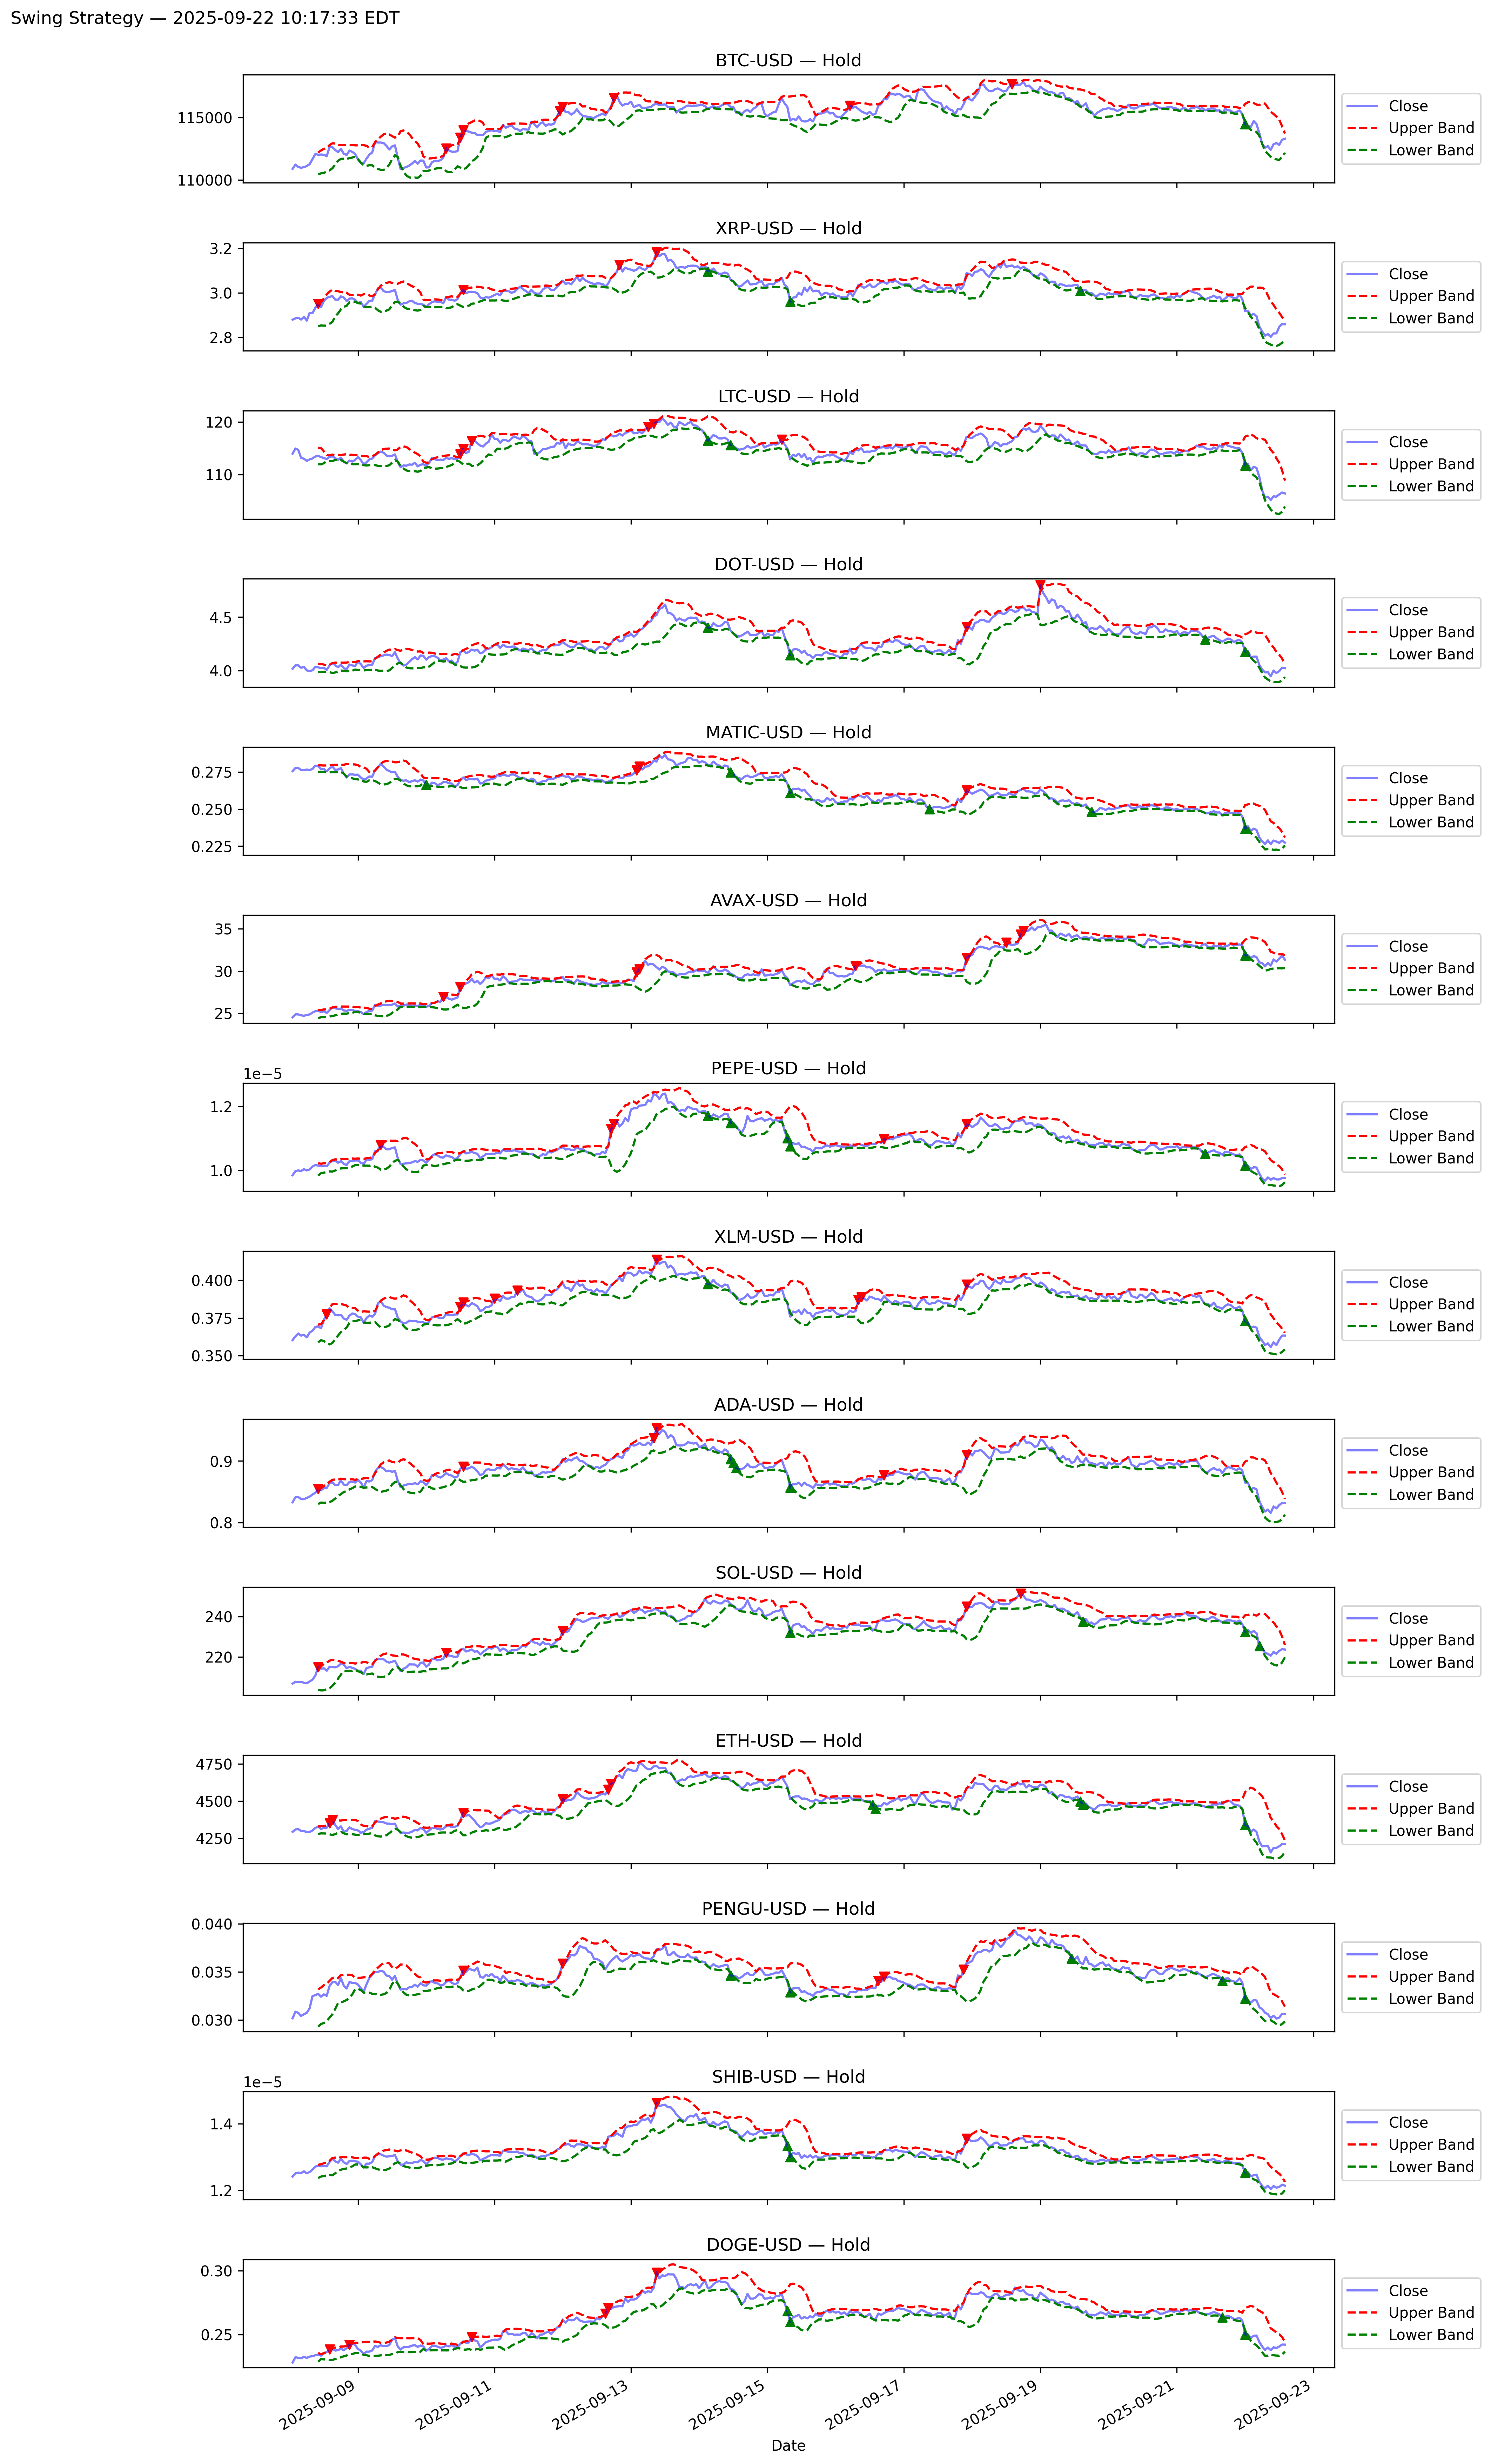 Swing Strategy — 2025-09-22 10:17:33 EDT
BTC-USD — Hold
115000
110000
Close
Upper Band
Lower Band
XRP-USD — Hold
3.2
3.0
2.8
Close
Upper Band
Lower Band
LTC-USD — Hold
120
110
Close
Upper Band
Lower Band
DOT-USD — Hold
4.5
4.0
Close
Upper Band
Lower Band
MATIC-USD — Hold
0.275
0.250
0.225
Close
Upper Band
Lower Band
AVAX-USD — Hold
35
30
25
Close
Upper Band
Lower Band
PEPE-USD — Hold
1e−5
1.2
1.0
Close
Upper Band
Lower Band
XLM-USD — Hold
0.400
0.375
0.350
Close
Upper Band
Lower Band
ADA-USD — Hold
0.9
0.8
Close
Upper Band
Lower Band
SOL-USD — Hold
240
220
Close
Upper Band
Lower Band
ETH-USD — Hold
4750
4500
4250
Close
Upper Band
Lower Band
PENGU-USD — Hold
0.040
0.035
0.030
Close
Upper Band
Lower Band
SHIB-USD — Hold
1e−5
1.4
1.2
Close
Upper Band
Lower Band
DOGE-USD — Hold
0.30
0.25
Close
Upper Band
Lower Band
2025-09-09
2025-09-11
2025-09-13
2025-09-15
2025-09-17
2025-09-19
2025-09-21
2025-09-23
Date